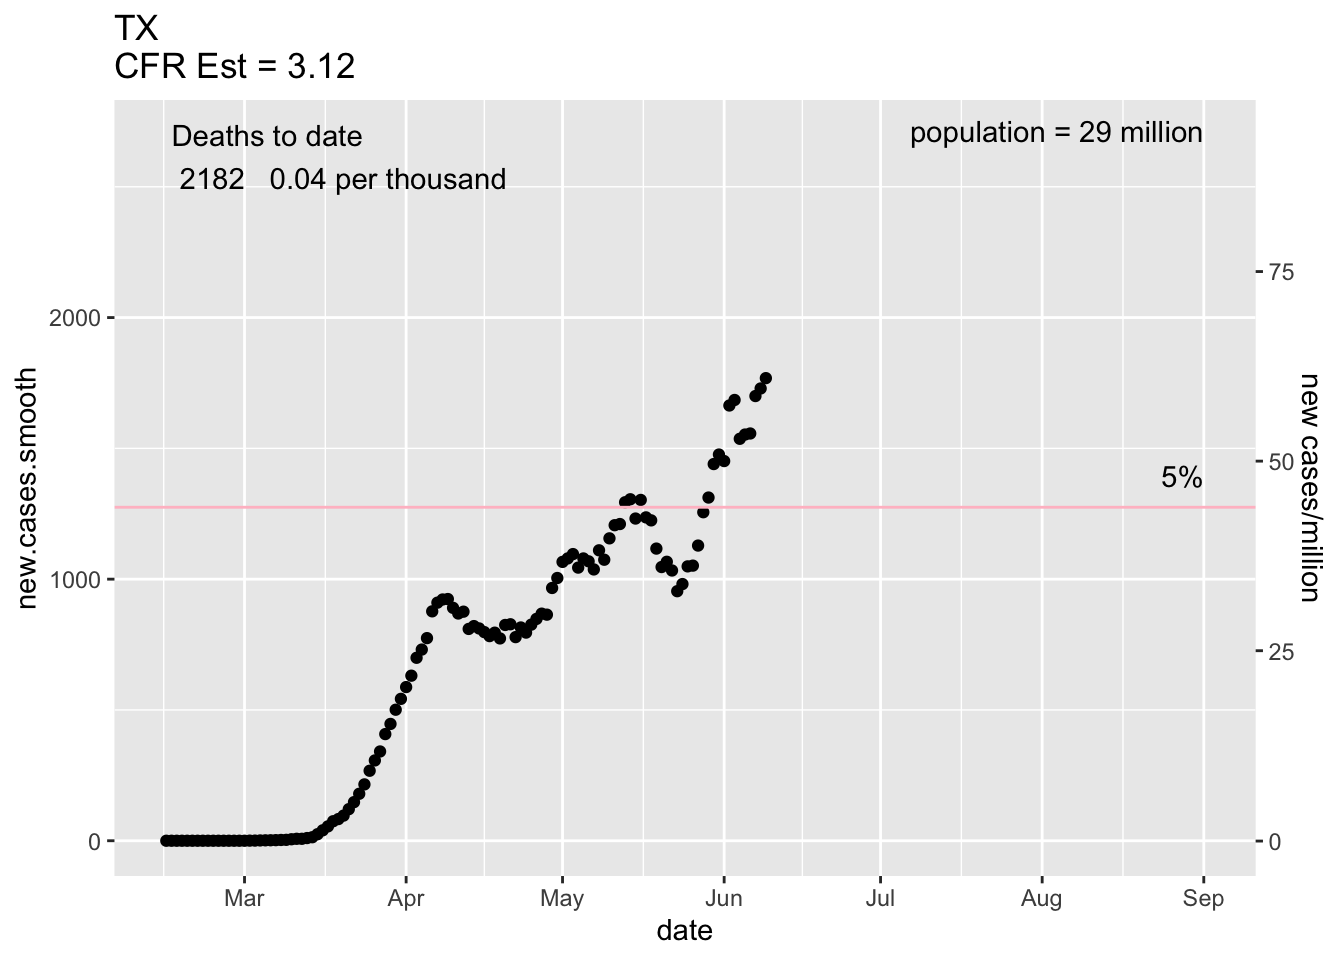 TX
CFR Est = 3.12
Deaths to date
2182 0.04 per thousand
population = 29 million
2000
1000
0
new.cases.smooth
75
50
25
0
new cases/million
5%
Mar Apr May Jun Jul Aug Sep
date